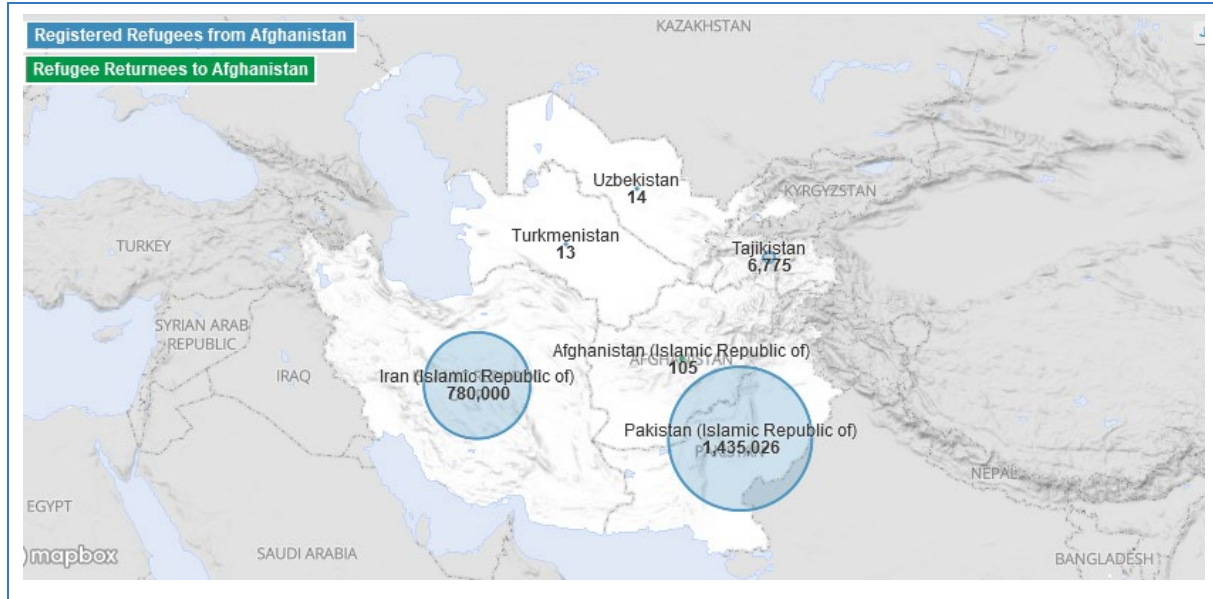 Registered Refugees from Afghanistan
Refugee Returnees to Afghanistan
KAZAKHSTAN
Uzbekistan
14
KYRGYZSTAN
Turkmenistan
13
Tajikistan
6,775
TURKEY
SYRIAN ARAB
REPUBLIC
IRAQ
Afghanistan (Islamic Republic of)
AFGHANISTAN
105
Iran (Islamic Republic of)
780,000
Pakistan (Islamic Republic of)
1,435,026
PAKISTAN
NEPAL
EGYPT
SAUDI ARABIA
BANGLADESH
mapbox